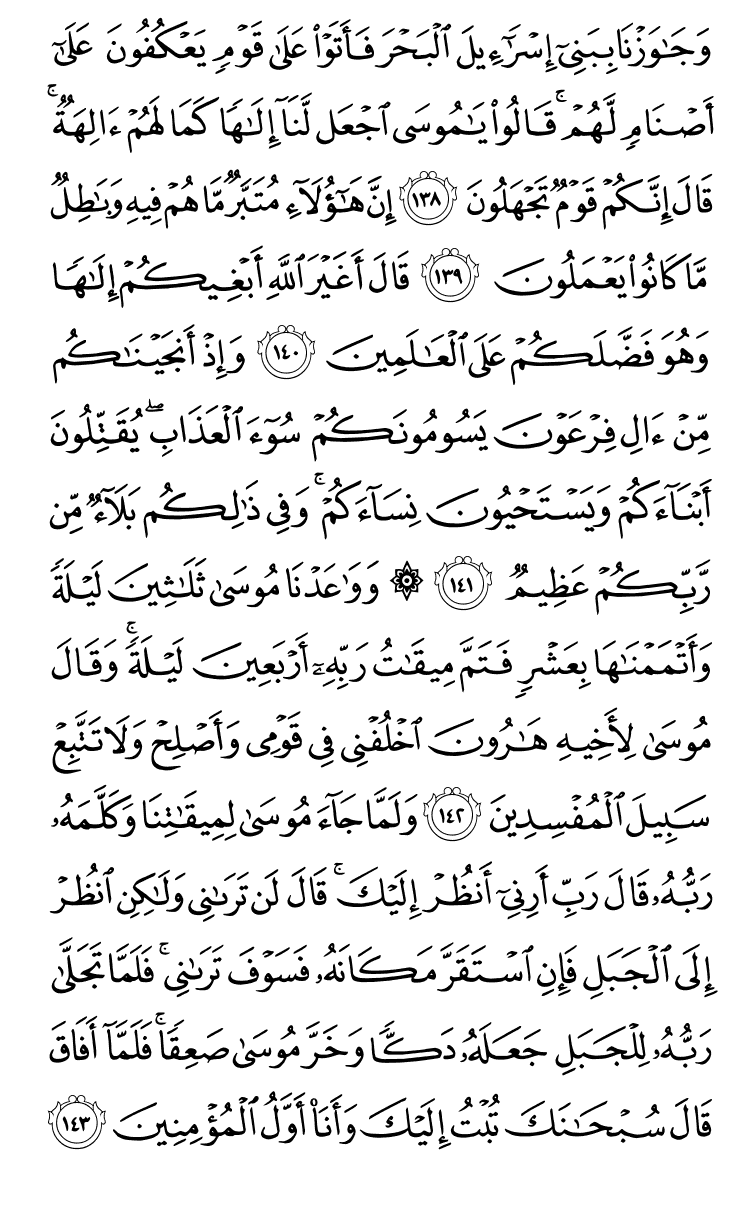 وَجَٰوَزْنَا بِبَنِىٓ إِسْرَٰٓءِيلَ ٱلْبَحْرَ فَأَتَوْا۟ عَلَىٰ قَوْمٍ يَعْكُفُونَ عَلَىٰٓ
أَصْنَامٍ لَّهُمْ ۚ قَالُوا۟ يَٰمُوسَى ٱجْعَل لَّنَآ إِلَٰهًا كَمَا لَهُمْ ءَالِهَةٌ ۚ
قَالَ إِنَّكُمْ قَوْمٌ تَجْهَلُونَ ١٣٨ إِنَّ هَٰٓؤُلَآءِ مُتَبَّرٌ مَّا هُمْ فِيهِ وَبَٰطِلٌ
مَّا كَانُوا۟ يَعْمَلُونَ ١٣٩ قَالَ أَغَيْرَ ٱللَّهِ أَبْغِيكُمْ إِلَٰهًا
وَهُوَ فَضَّلَكُمْ عَلَى ٱلْعَٰلَمِينَ ١٤٠ وَإِذْ أَنجَيْنَٰكُم
مِّنْ ءَالِ فِرْعَوْنَ يَسُومُونَكُمْ سُوٓءَ ٱلْعَذَابِ ۖ يُقَتِّلُونَ
أَبْنَآءَكُمْ وَيَسْتَحْيُونَ نِسَآءَكُمْ ۚ وَفِى ذَٰلِكُم بَلَآءٌ مِّن
رَّبِّكُمْ عَظِيمٌ ١٤١ ۞ وَوَٰعَدْنَا مُوسَىٰ ثَلَٰثِينَ لَيْلَةً
وَأَتْمَمْنَٰهَا بِعَشْرٍ فَتَمَّ مِيقَٰتُ رَبِّهِۦٓ أَرْبَعِينَ لَيْلَةً ۚ وَقَالَ
مُوسَىٰ لِأَخِيهِ هَٰرُونَ ٱخْلُفْنِى فِى قَوْمِى وَأَصْلِحْ وَلَا تَتَّبِعْ
سَبِيلَ ٱلْمُفْسِدِينَ ١٤٢ وَلَمَّا جَآءَ مُوسَىٰ لِمِيقَٰتِنَا وَكَلَّمَهُۥ
رَبُّهُۥ قَالَ رَبِّ أَرِنِىٓ أَنظُرْ إِلَيْكَ ۚ قَالَ لَن تَرَىٰنِى وَلَٰكِنِ ٱنظُرْ
إِلَى ٱلْجَبَلِ فَإِنِ ٱسْتَقَرَّ مَكَانَهُۥ فَسَوْفَ تَرَىٰنِى ۚ فَلَمَّا تَجَلَّىٰ
رَبُّهُۥ لِلْجَبَلِ جَعَلَهُۥ دَكًّا وَخَرَّ مُوسَىٰ صَعِقًا ۚ فَلَمَّآ أَفَاقَ
قَالَ سُبْحَٰنَكَ تُبْتُ إِلَيْكَ وَأَنَا۠ أَوَّلُ ٱلْمُؤْمِنِينَ ١٤٣